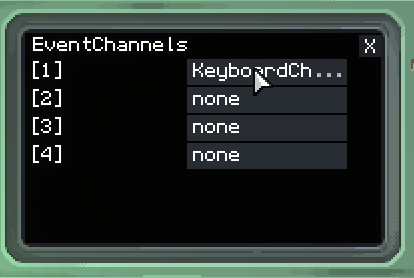 EventChannels X
[1] KeyboardCh...
[2] none
[3] none
[4] none